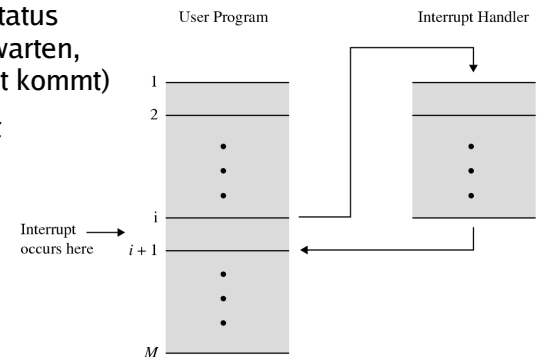 tatus
warten,
t kommt)
User Program
Interrupt Handler
1
2
i
Interrupt
occurs here
i + 1
M